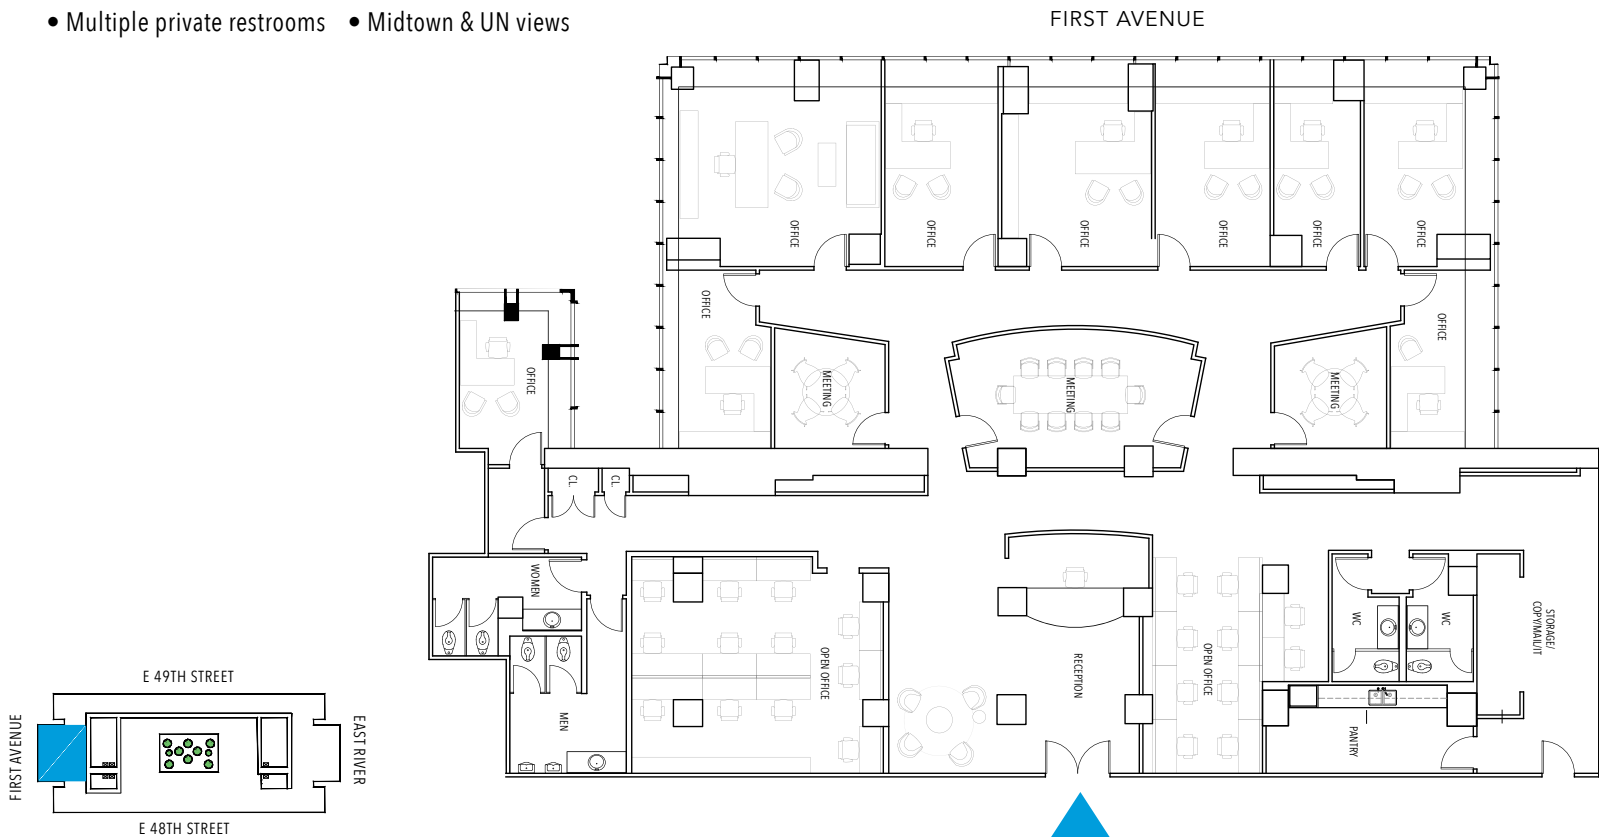 • Multiple private restrooms • Midtown & UN views
FIRST AVENUE
OFFICE
OFFICE
OFFICE
OFFICE
OFFICE
OFFICE
OFFICE
OFFICE
OFFICE
MEETING
MEETING
MEETING
CL.
CL.
WOMEN
MEN
OPEN OFFICE
RECEPTION
OPEN OFFICE
WC
WC
STORAGE/
COPY/MAIL/IT
PANTRY
E 49TH STREET
FIRST AVENUE
EAST RIVER
E 48TH STREET